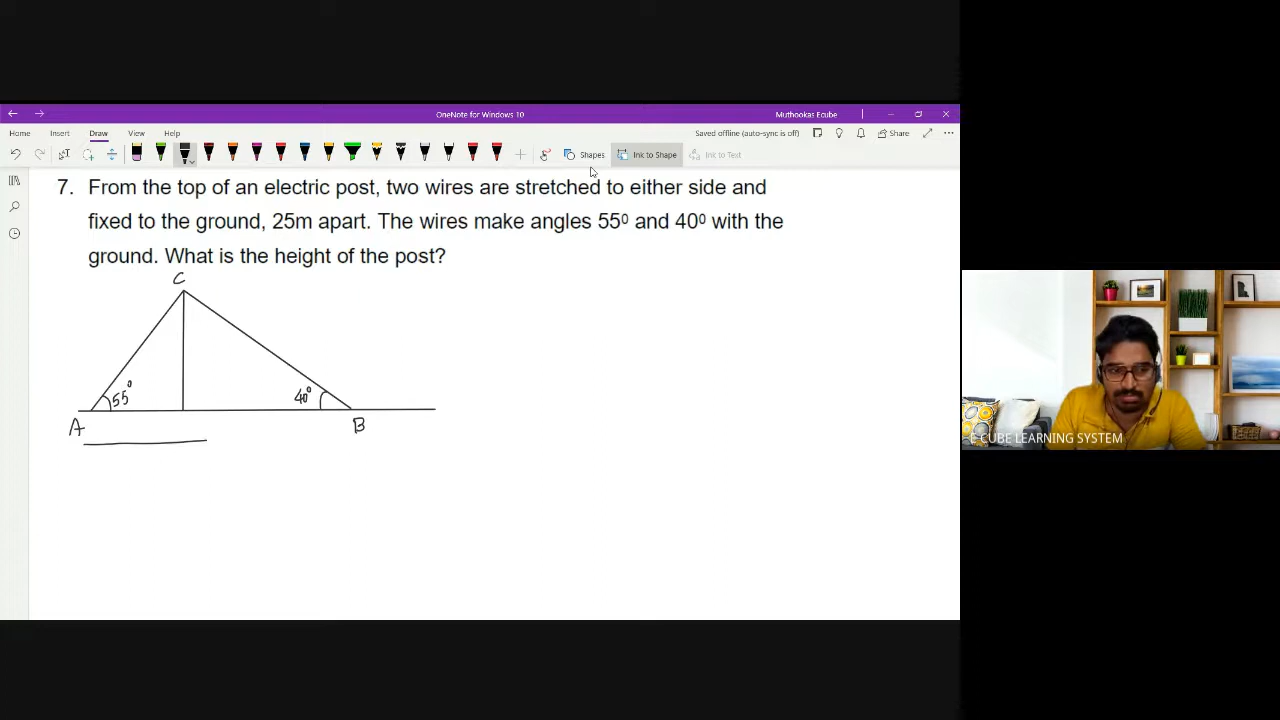 OneNote for Windows 10
Muthookas Ecube
Home Insert Draw View Help
Saved offline (auto-sync is off)
Share
Shapes
Ink to Shape
Ink to Text
7. From the top of an electric post, two wires are stretched to either side and
fixed to the ground, 25m apart. The wires make angles 55⁰ and 40⁰ with the
ground. What is the height of the post?
C
55°
40°
A
B
E CUBE LEARNING SYSTEM